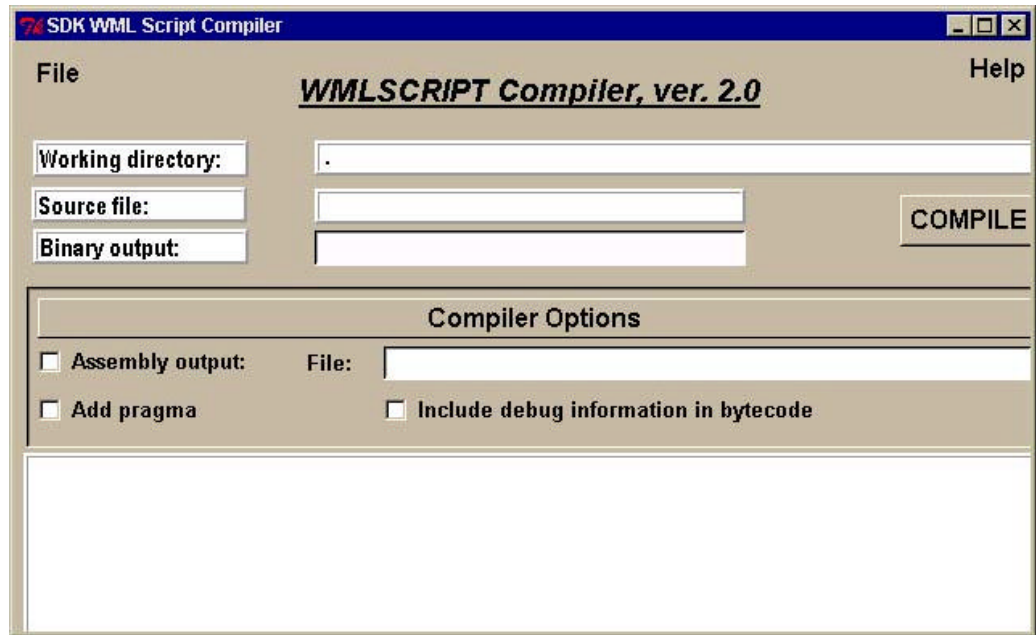 SDK WML Script Compiler
File
Help
WMLSCRIPT Compiler, ver. 2.0
Working directory:
.
Source file:
COMPILE
Binary output:
Compiler Options
Assembly output: File:
Add pragma Include debug information in bytecode